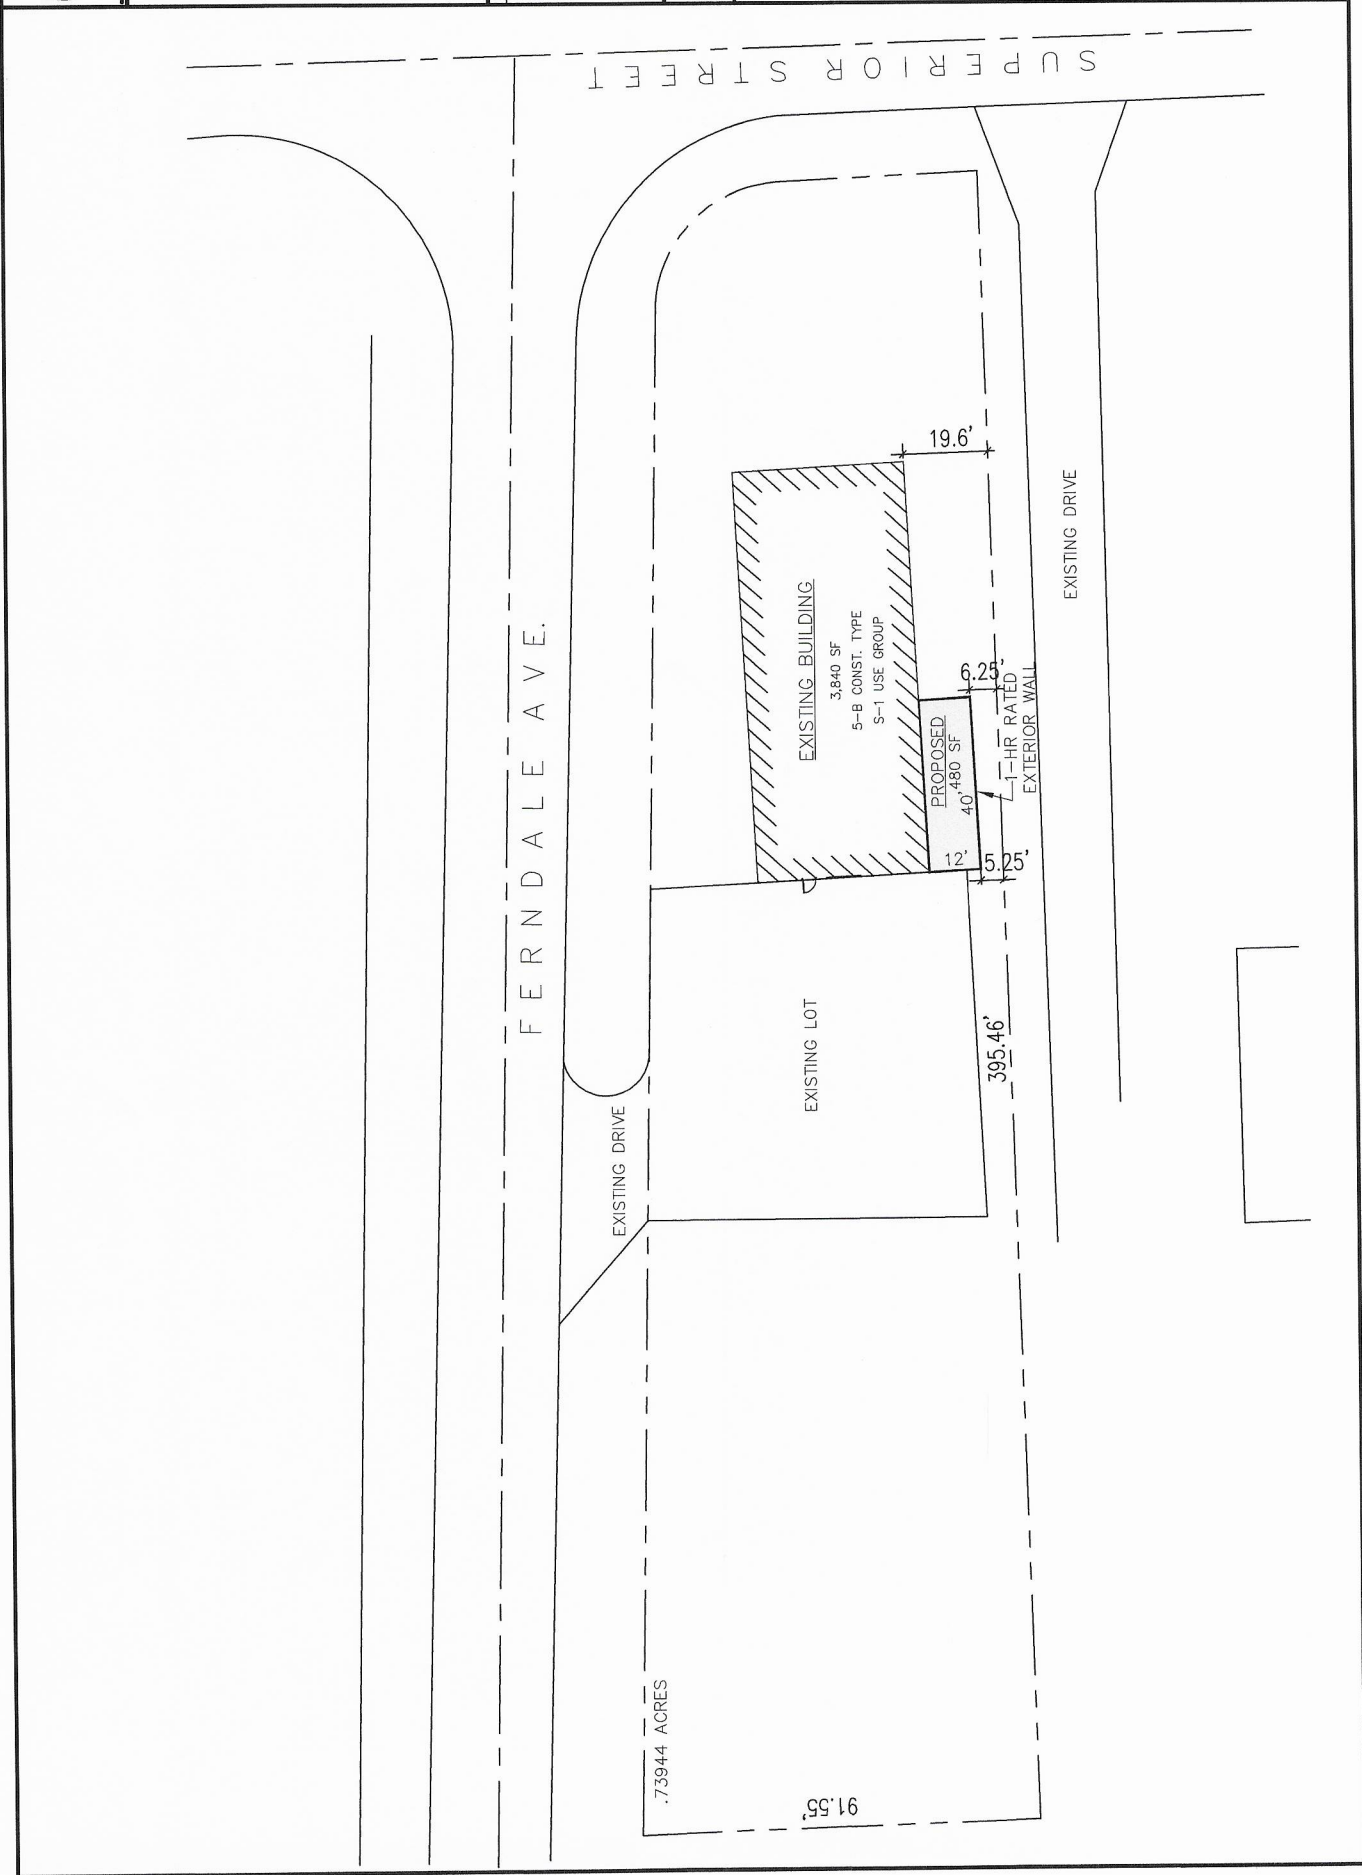 SUPERIOR STREET
FERNDALE AVE.
19.6'
EXISTING DRIVE
EXISTING BUILDING
3,840 SF
5-B CONST. TYPE
S-1 USE GROUP
6.25'
PROPOSED
480 SF
40'
12'
1-HR RATED
EXTERIOR WALL
5.25'
EXISTING LOT
395.46'
EXISTING DRIVE
.73944 ACRES
91.55'